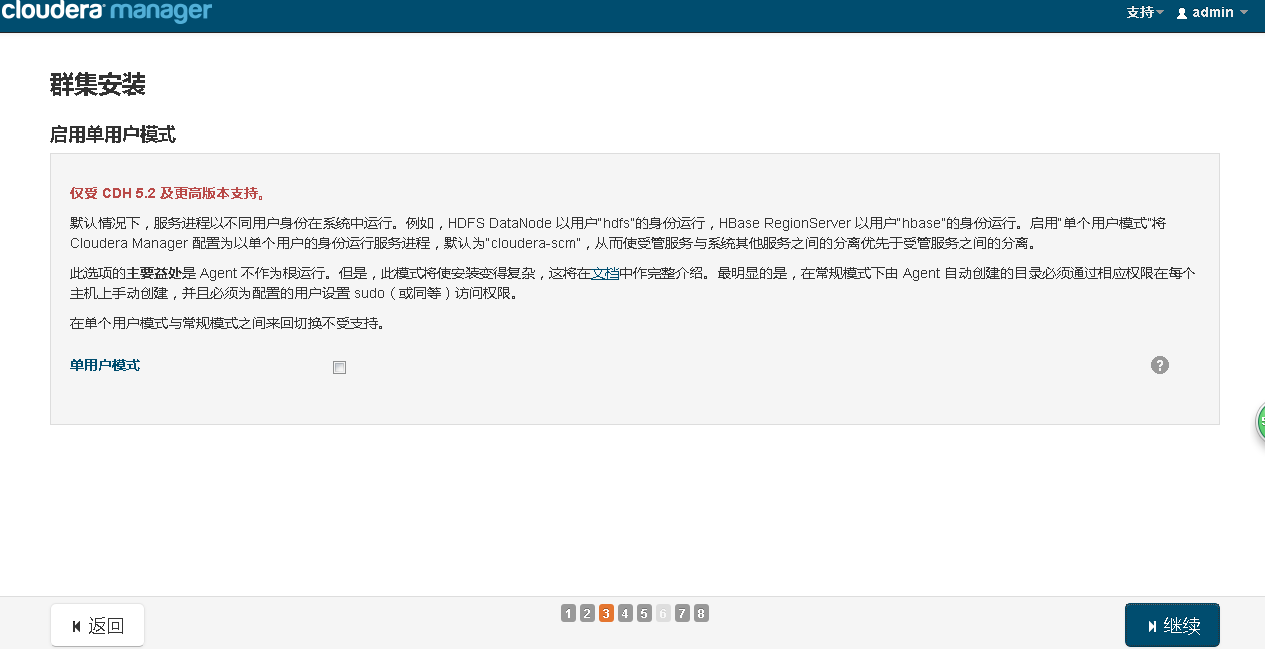 cloudera manager
支持 admin
群集安装
启用单用户模式
仅受 CDH 5.2 及更高版本支持。
默认情况下，服务进程以不同用户身份在系统中运行。例如，HDFS DataNode 以用户"hdfs"的身份运行，HBase RegionServer 以用户"hbase"的身份运行。启用"单个用户模式"将
Cloudera Manager 配置为以单个用户的身份运行服务进程，默认为"cloudera-scm"，从而使受管服务与系统其他服务之间的分离优先于受管服务之间的分离。
此选项的主要益处是 Agent 不作为根运行。但是，此模式将使安装变得复杂，这将在文档中作完整介绍。最明显的是，在常规模式下由 Agent 自动创建的目录必须通过相应权限在每个
主机上手动创建，并且必须为配置的用户设置 sudo（或同等）访问权限。
在单个用户模式与常规模式之间来回切换不受支持。
单用户模式 ?
返回 1 2 3 4 5 6 7 8 继续